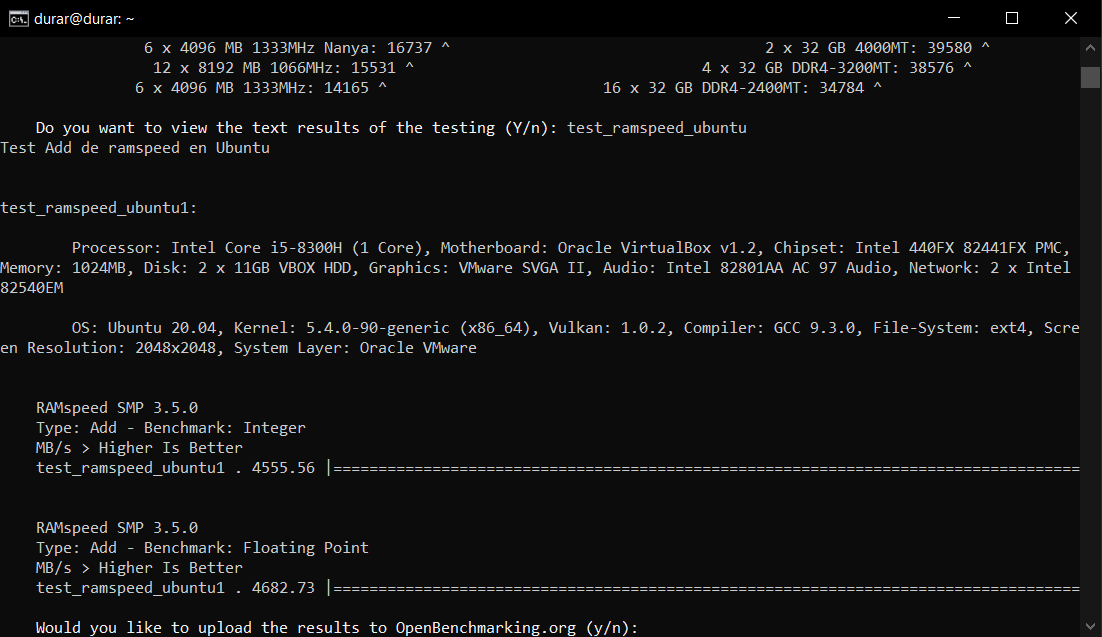 durar@durar: ~
6 x 4096 MB 1333MHz Nanya: 16737 ^ 2 x 32 GB 4000MT: 39580 ^
12 x 8192 MB 1066MHz: 15531 ^ 4 x 32 GB DDR4-3200MT: 38576 ^
6 x 4096 MB 1333MHz: 14165 ^ 16 x 32 GB DDR4-2400MT: 34784 ^
Do you want to view the text results of the testing (Y/n): test_ramspeed_ubuntu
Test Add de ramspeed en Ubuntu
test_ramspeed_ubuntu1:
Processor: Intel Core i5-8300H (1 Core), Motherboard: Oracle VirtualBox v1.2, Chipset: Intel 440FX 82441FX PMC,
Memory: 1024MB, Disk: 2 x 11GB VBOX HDD, Graphics: VMware SVGA II, Audio: Intel 82801AA AC 97 Audio, Network: 2 x Intel
82540EM
OS: Ubuntu 20.04, Kernel: 5.4.0-90-generic (x86_64), Vulkan: 1.0.2, Compiler: GCC 9.3.0, File-System: ext4, Scre
en Resolution: 2048x2048, System Layer: Oracle VMware
RAMspeed SMP 3.5.0
Type: Add - Benchmark: Integer
MB/s > Higher Is Better
test_ramspeed_ubuntu1 . 4555.56 |===================================================================================
RAMspeed SMP 3.5.0
Type: Add - Benchmark: Floating Point
MB/s > Higher Is Better
test_ramspeed_ubuntu1 . 4682.73 |===================================================================================
Would you like to upload the results to OpenBenchmarking.org (y/n):